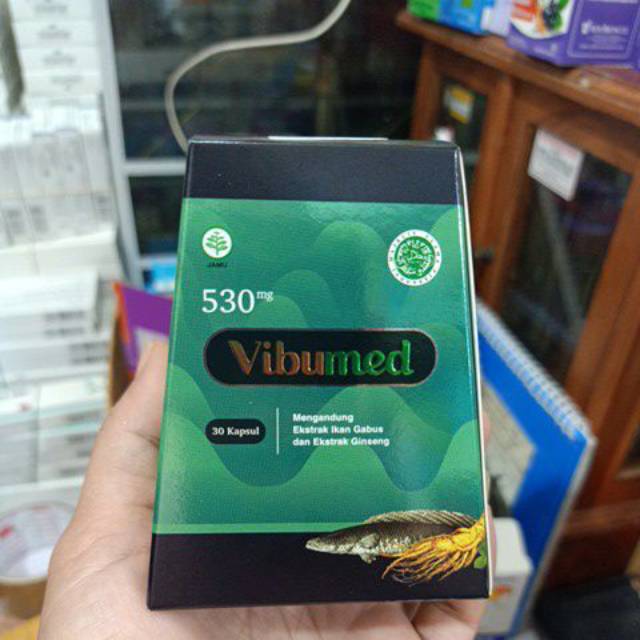 JAMU
530mg
Vibumed
30 Kapsul
Mengandung
Ekstrak Ikan Gabus
dan Ekstrak Ginseng